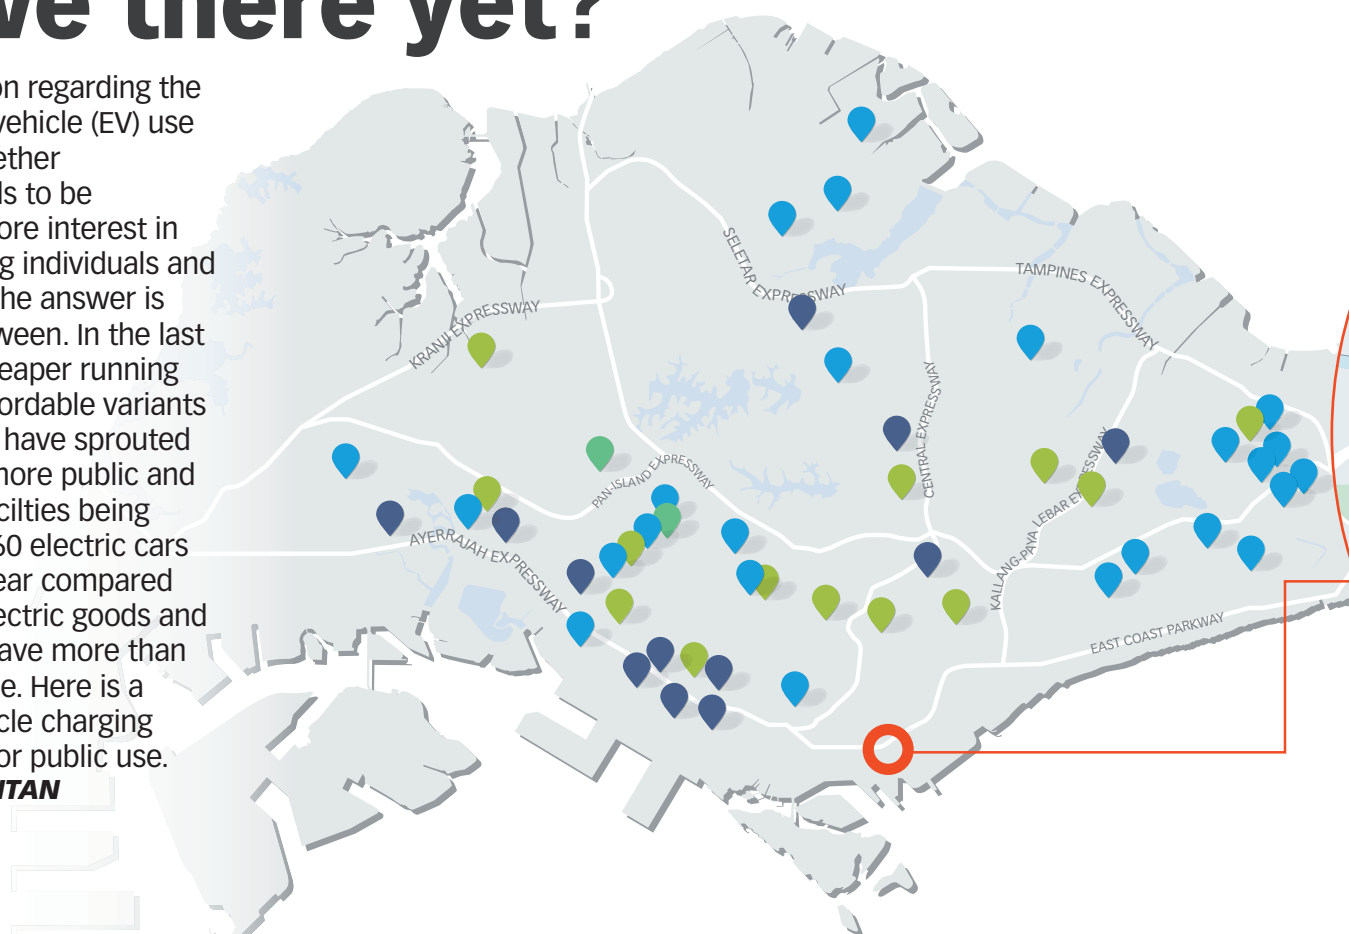 ve there yet?
on regarding the
vehicle (EV) use
ether
ls to be
ore interest in
g individuals and
he answer is
ween. In the last
eaper running
fordable variants
have sprouted
more public and
cilties being
60 electric cars
ear compared
ectric goods and
ave more than
e. Here is a
cle charging
or public use.
ITAN
SELETAR EXPRESSWAY
TAMPINES EXPRESSWAY
KRANJI EXPRESSWAY
CENTRAL EXPRESSWAY
PAN-ISLAND EXPRESSWAY
KALLANG-PAYA LEBAR EXPRESSWAY
AYER RAJAH EXPRESSWAY
EAST COAST PARKWAY